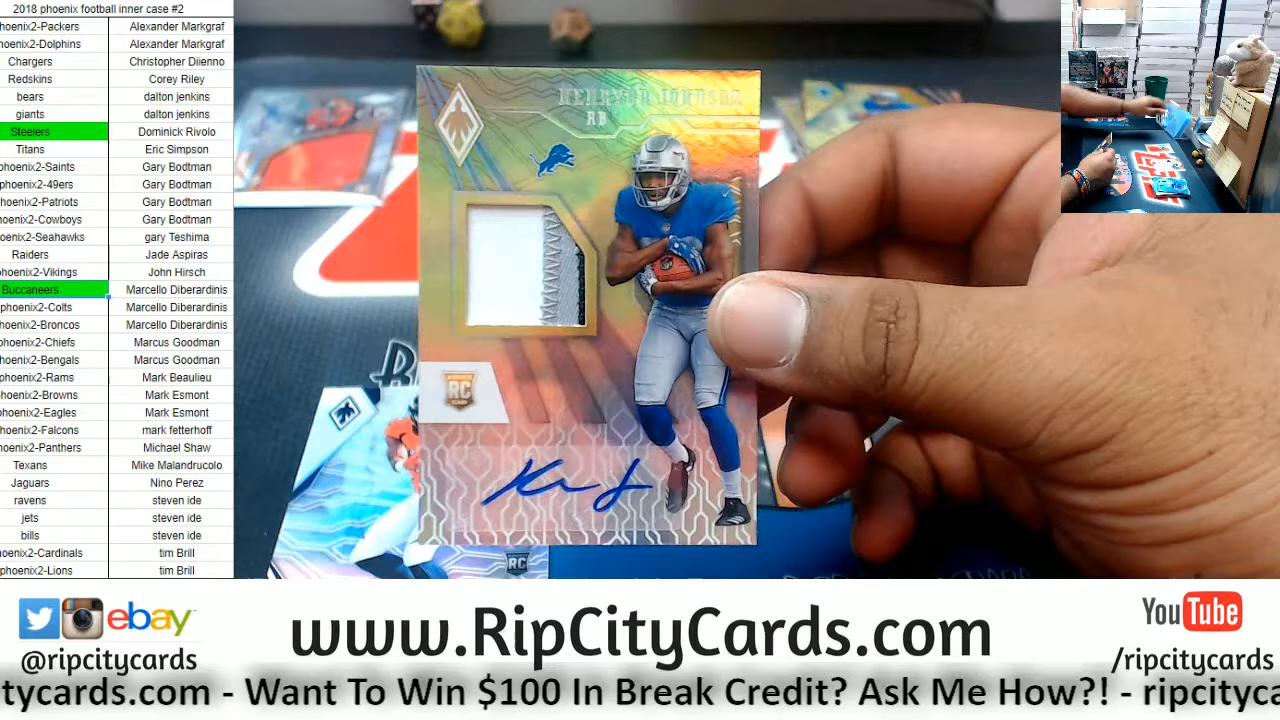 2018 phoenix football inner case #2
hoenix2-Packers Alexander Markgraf
hoenix2-Dolphins Alexander Markgraf
Chargers Christopher Diienno
Redskins Corey Riley
bears dalton jenkins
giants dalton jenkins
Steelers Dominick Rivolo
Titans Eric Simpson
phoenix2-Saints Gary Bodtman
phoenix2-49ers Gary Bodtman
phoenix2-Patriots Gary Bodtman
phoenix2-Cowboys Gary Bodtman
oenix2-Seahawks gary Teshima
Raiders Jade Aspiras
phoenix2-Vikings John Hirsch
Buccaneers Marcello Diberardinis
phoenix2-Colts Marcello Diberardinis
phoenix2-Broncos Marcello Diberardinis
phoenix2-Chiefs Marcus Goodman
phoenix2-Bengals Marcus Goodman
phoenix2-Rams Mark Beaulieu
phoenix2-Browns Mark Esmont
phoenix2-Eagles Mark Esmont
phoenix2-Falcons mark fetterhoff
hoenix2-Panthers Michael Shaw
Texans Mike Malandrucolo
Jaguars Nino Perez
ravens steven ide
jets steven ide
bills steven ide
oenix2-Cardinals tim Brill
phoenix2-Lions tim Brill
KERRYON JOHNSON
RB
RC
RC
ebay
@ripcitycards
www.RipCityCards.com
YouTube
/ripcitycards
tycards.com - Want To Win $100 In Break Credit? Ask Me How?! - ripcityca